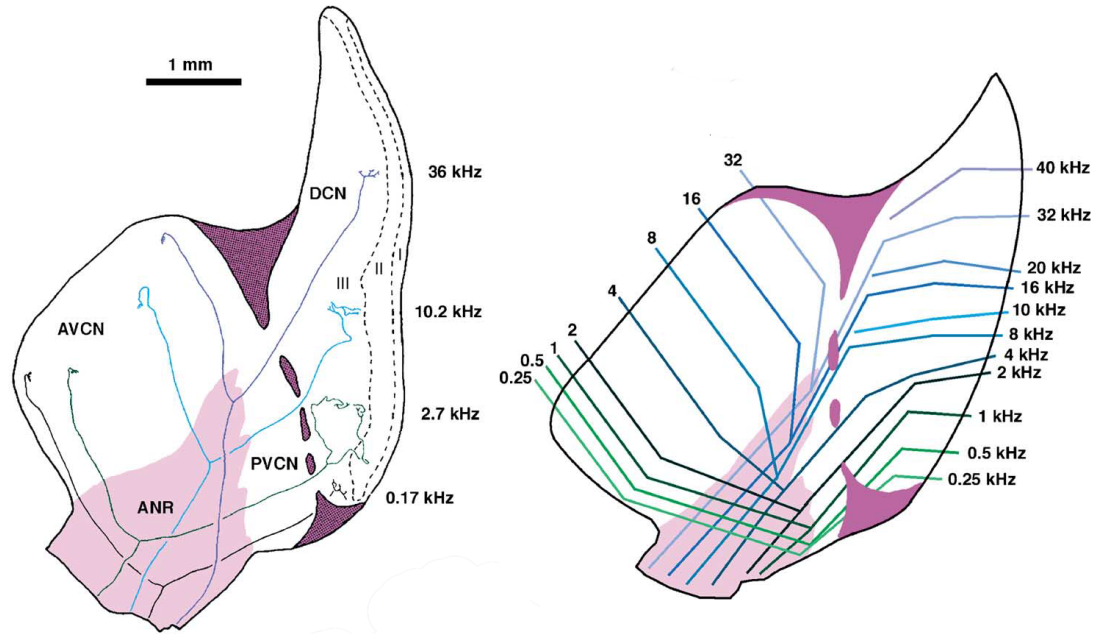 1 mm
36 kHz
DCN
II
I
III
10.2 kHz
AVCN
2.7 kHz
PVCN
0.17 kHz
ANR
32
40 kHz
16
32 kHz
8
20 kHz
16 kHz
4
10 kHz
8 kHz
2
4 kHz
1
2 kHz
0.5
0.25
1 kHz
0.5 kHz
0.25 kHz